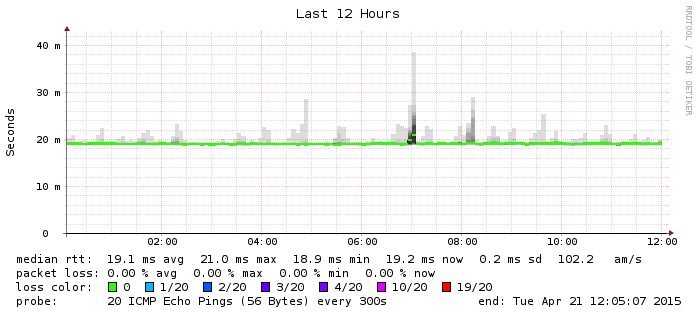 Last 12 Hours
RRDTOOL / TOBI OETIKER
40 m
30 m
20 m
10 m
0
Seconds
02:00 04:00 06:00 08:00 10:00 12:00
median rtt: 19.1 ms avg 21.0 ms max 18.9 ms min 19.2 ms now 0.2 ms sd 102.2 am/s
packet loss: 0.00 % avg 0.00 % max 0.00 % min 0.00 % now
loss color: 0 1/20 2/20 3/20 4/20 10/20 19/20
probe: 20 ICMP Echo Pings (56 Bytes) every 300s end: Tue Apr 21 12:05:07 2015